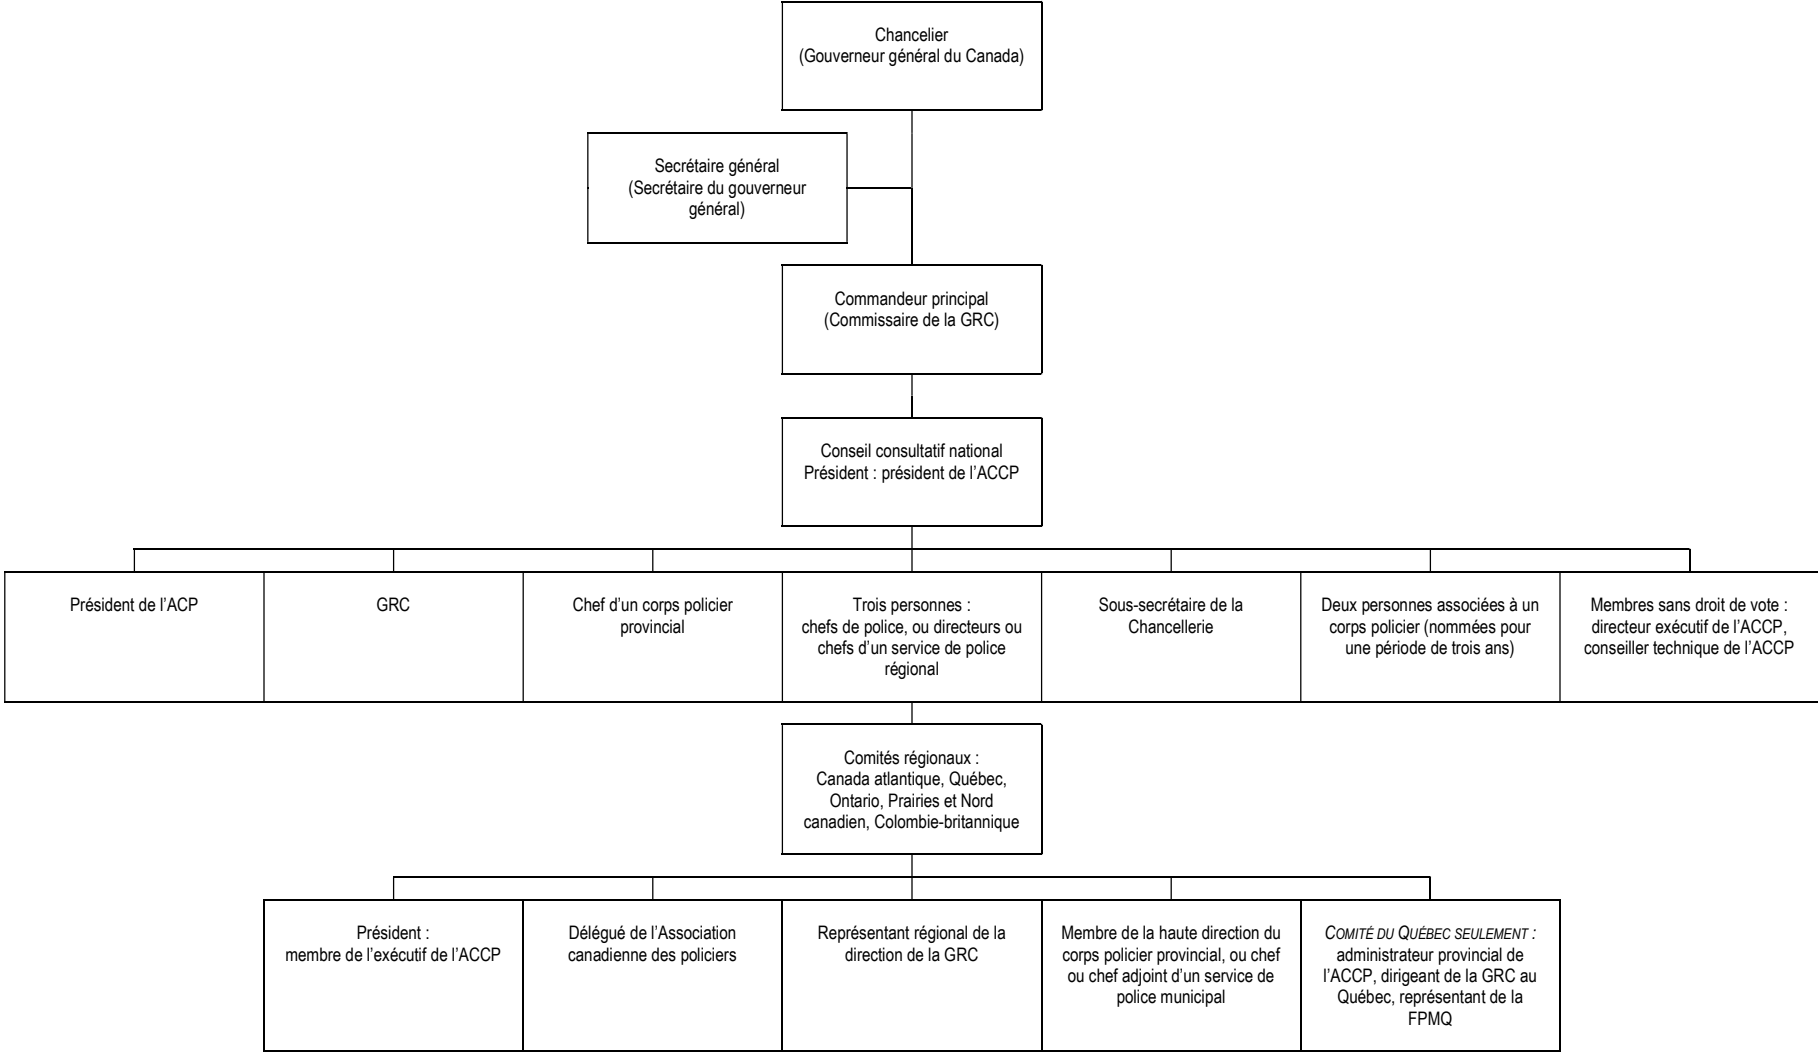 Chancelier
(Gouverneur général du Canada)
Secrétaire général
(Secrétaire du gouverneur
général)
Commandeur principal
(Commissaire de la GRC)
Conseil consultatif national
Président : président de l’ACCP
Président de l’ACP
GRC
Chef d’un corps policier
provincial
Trois personnes :
chefs de police, ou directeurs ou
chefs d’un service de police
régional
Sous-secrétaire de la
Chancellerie
Deux personnes associées à un
corps policier (nommées pour
une période de trois ans)
Membres sans droit de vote :
directeur exécutif de l’ACCP,
conseiller technique de l’ACCP
Comités régionaux :
Canada atlantique, Québec,
Ontario, Prairies et Nord
canadien, Colombie-britannique
Président :
membre de l’exécutif de l’ACCP
Délégué de l’Association
canadienne des policiers
Représentant régional de la
direction de la GRC
Membre de la haute direction du
corps policier provincial, ou chef
ou chef adjoint d’un service de
police municipal
COMITÉ DU QUÉBEC SEULEMENT :
administrateur provincial de
l’ACCP, dirigeant de la GRC au
Québec, représentant de la
FPMQ